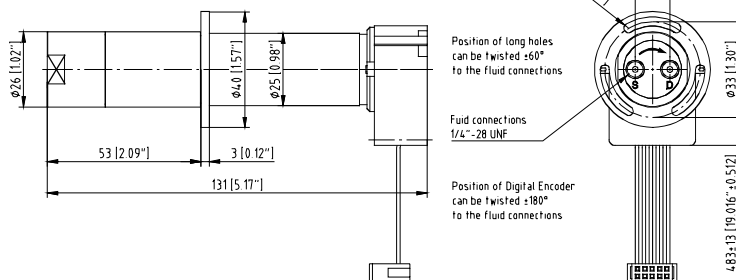 ø26 [1.02"]
ø40 [1.57"]
ø25 [0.98"]
53 [2.09"]
3 [0.12"]
131 [5.17"]
Position of long holes
can be twisted ±60°
to the fluid connections
Fuid connections
1/4"-28 UNF
Position of Digital Encoder
can be twisted ±180°
to the fluid connections
S D
ø33 [1.30"]
483±13 [19.016"±0.512]